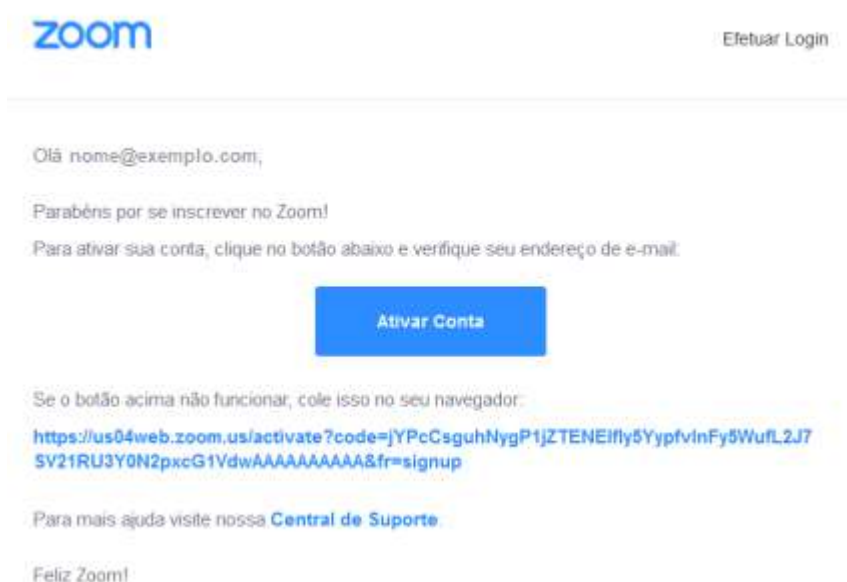 zoom
Efetuar Login
Olá nome@exemplo.com,
Parabéns por se inscrever no Zoom!
Para ativar sua conta, clique no botão abaixo e verifique seu endereço de e-mail:
Ativar Conta
Se o botão acima não funcionar, cole isso no seu navegador:
https://us04web.zoom.us/activate?code=jYPcCsguhNygP1jZTENEIfly5YypfvInFy5WufL2J7
SV21RU3Y0N2pxcG1VdwAAAAAAAAAA&fr=signup
Para mais ajuda visite nossa Central de Suporte.
Feliz Zoom!